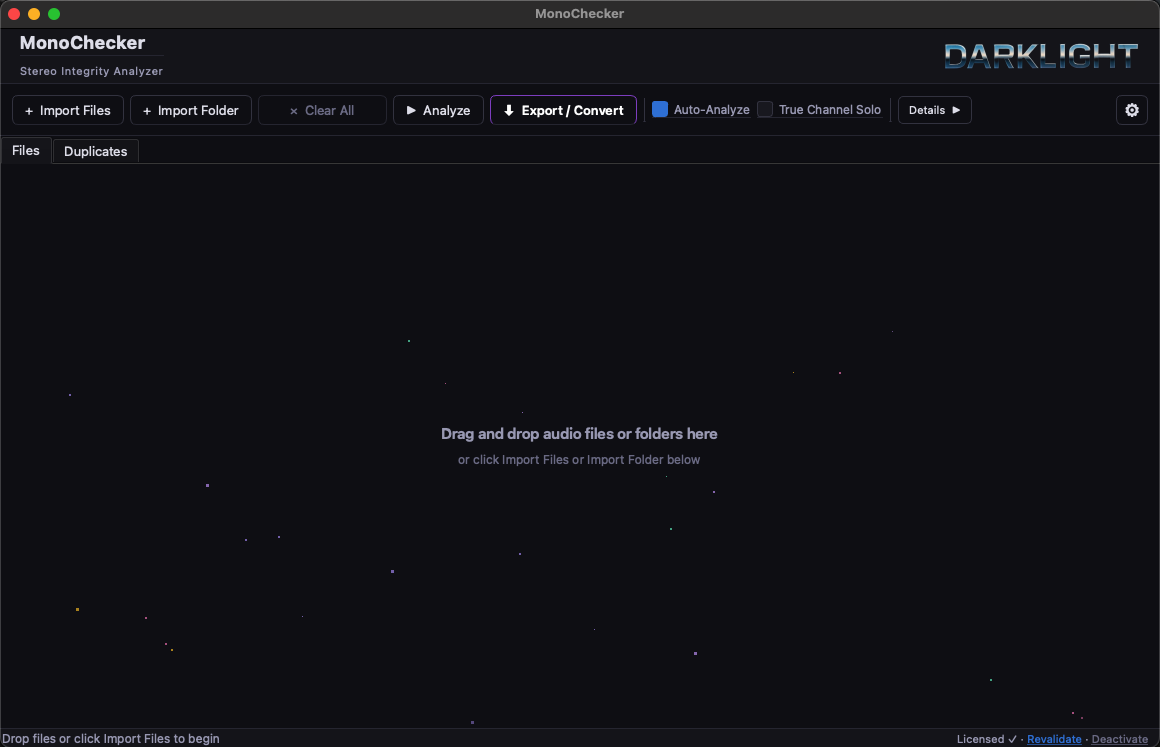 MonoChecker
MonoChecker
Stereo Integrity Analyzer
DARKLIGHT
+ Import Files + Import Folder × Clear All ▶ Analyze ⬇ Export / Convert Auto-Analyze True Channel Solo Details ▶
Files Duplicates
Drag and drop audio files or folders here
or click Import Files or Import Folder below
Drop files or click Import Files to begin Licensed ✓ · Revalidate · Deactivate